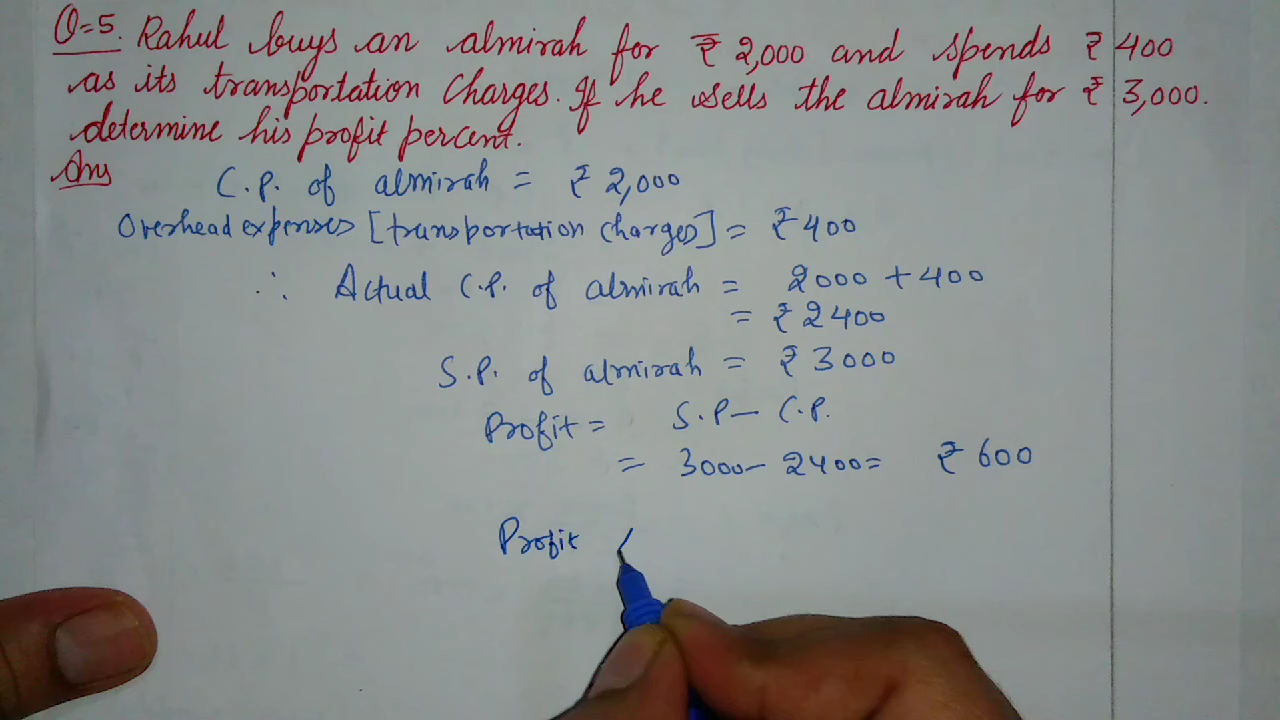 Q=5. Rahul buys an almirah for ₹ 2,000 and spends ₹ 400
as its transportation charges. If he sells the almirah for ₹ 3,000.
determine his profit percent.
Ans
C.P. of almirah = ₹ 2,000
Overhead expenses [transportation charges] = ₹ 400
∴ Actual C.P. of almirah = 2000 + 400
= ₹ 2400
S.P. of almirah = ₹ 3000
Profit = S.P - C.P.
= 3000 - 2400 = ₹ 600
Profit